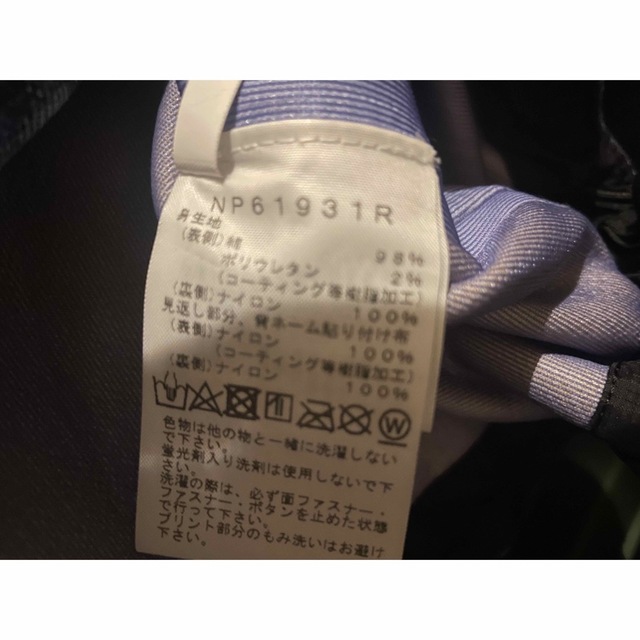 NP61931R
身生地
(表側)綿 98%
ポリウレタン 2%
(コーティング等樹脂加工)
(裏側)ナイロン 100%
見返し部分、背ネーム貼り付け布
(表側)ナイロン 100%
(コーティング等樹脂加工)
(裏側)ナイロン 100%
W
色物は他の物と一緒に洗濯しない
で下さい。
蛍光剤入り洗剤は使用しないで下
さい。
洗濯の際は、必ず面ファスナー・
ファスナー・ボタンを止めた状態
で行って下さい。
プリント部分のもみ洗いはお避け
下さい。